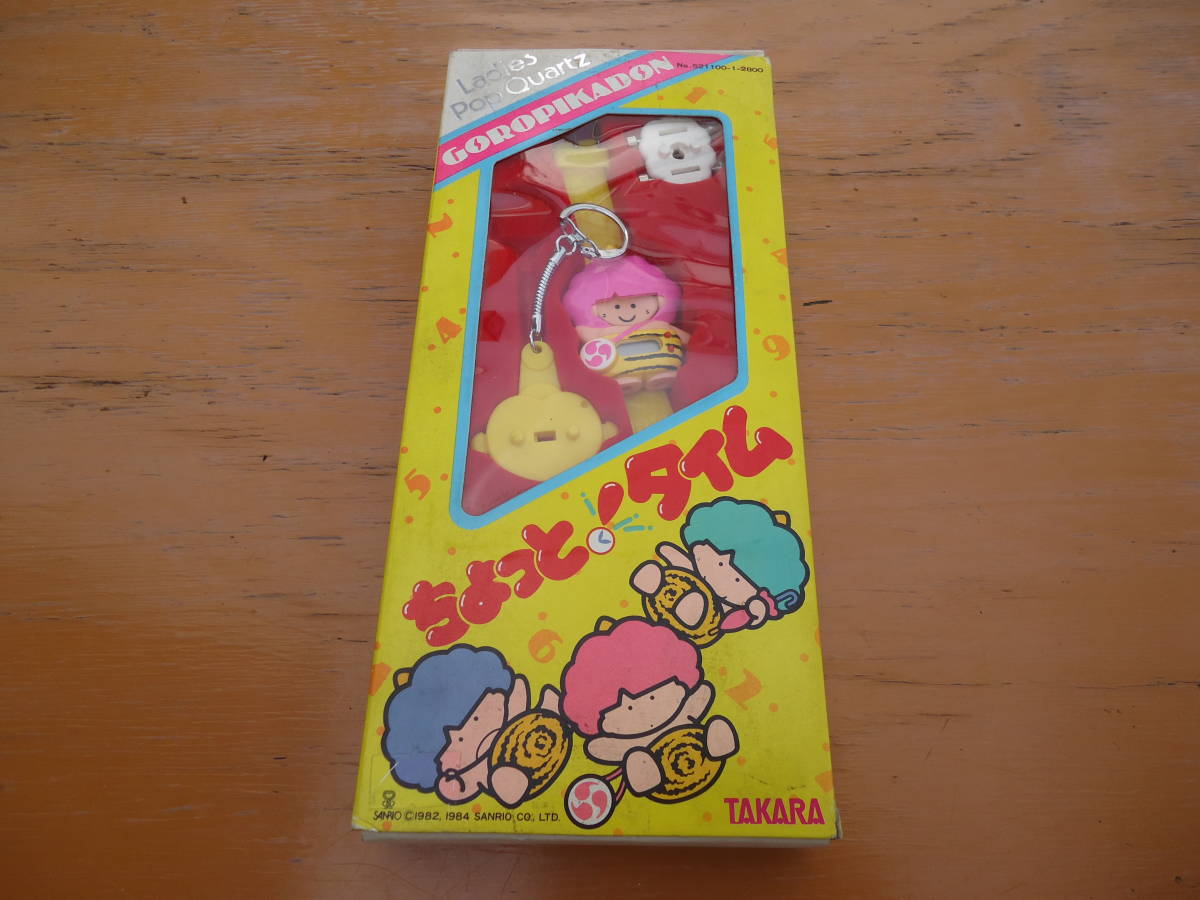 Ladies
Pop Quartz
GOROPIKADON
No.521100-1-2800
ちょっと!タイム
SANRIO ©1982, 1984 SANRIO CO., LTD.
TAKARA